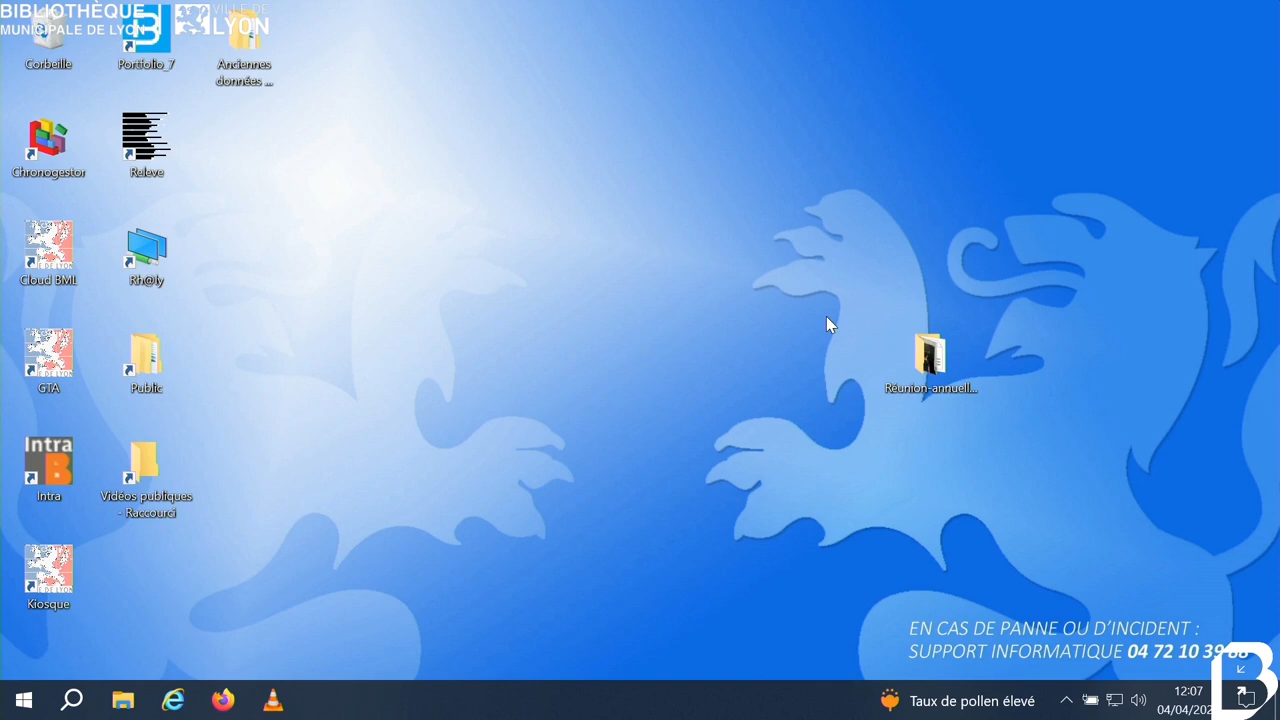 BIBLIOTHÈQUE
MUNICIPALE DE LYON
VILLE DE
LYON
Corbeille
Portfolio_7
Anciennes
données ...
Chronogestor
Releve
Cloud BML
Rh@ly
GTA
Public
Réunion-annuell...
Intra
B
Intra
Vidéos publiques
- Raccourci
Kiosque
EN CAS DE PANNE OU D'INCIDENT :
SUPPORT INFORMATIQUE 04 72 10 39 88
Taux de pollen élevé
12:07
04/04/202